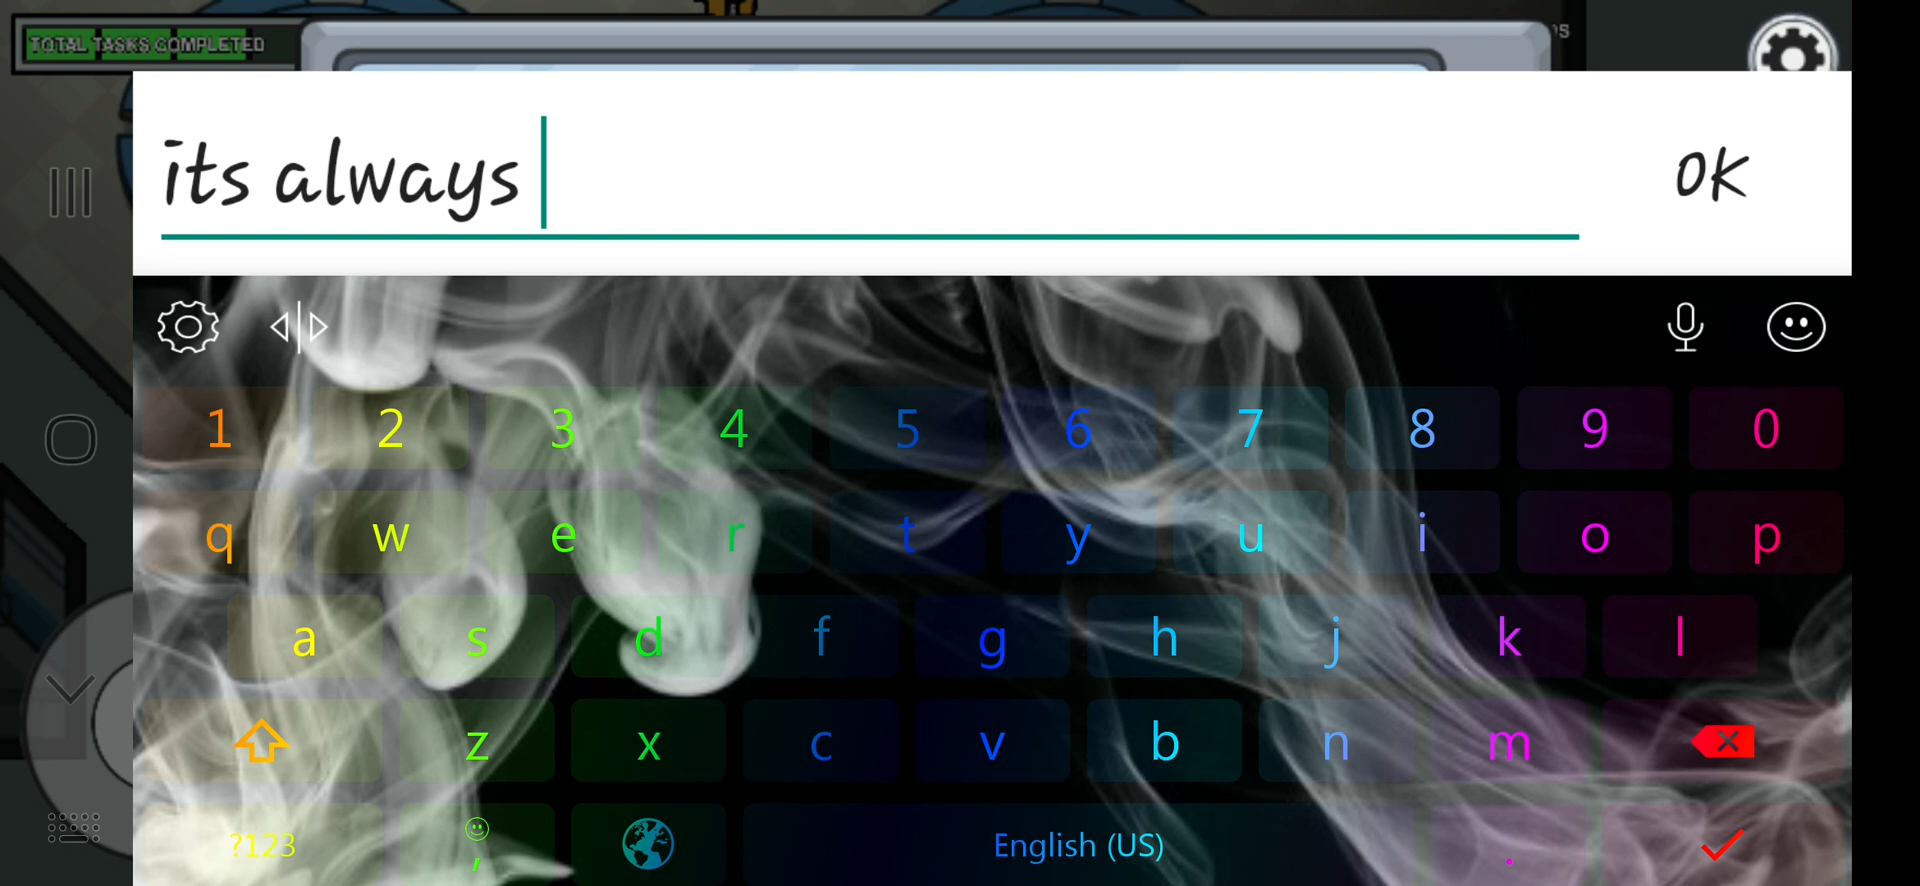 TOTAL TASKS COMPLETED
its always
OK
1 2 3 4 5 6 7 8 9 0
q w e r t y u i o p
a s d f g h j k l
z x c v b n m
?123 , English (US) .